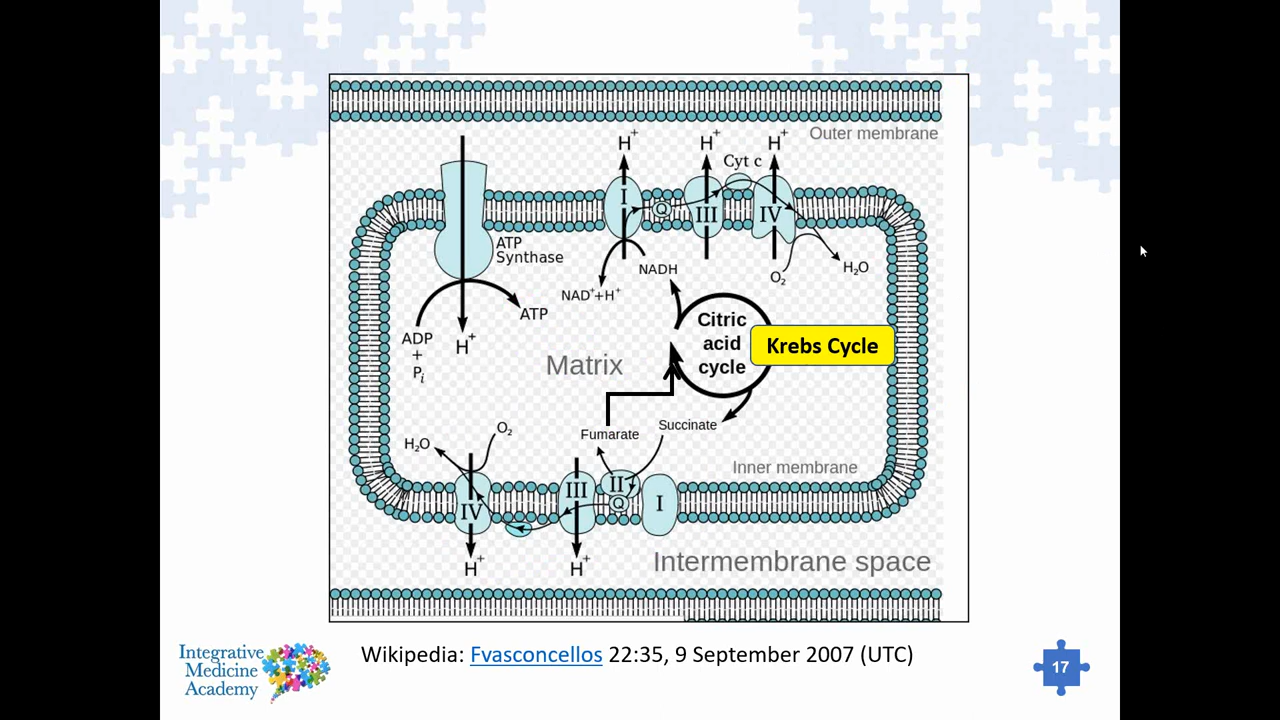 Outer membrane
H+
H+
H+
Cyt c
I
Q
III
IV
ATP
Synthase
NADH
O₂
H₂O
NAD⁺+H⁺
ATP
ADP
+
Pi
H+
Matrix
Citric
acid
cycle
Krebs Cycle
Fumarate
Succinate
H₂O
O₂
Inner membrane
IV
III
II
Q
I
H+
H+
Intermembrane space
Integrative
Medicine
Academy
Wikipedia: Fvasconcellos 22:35, 9 September 2007 (UTC)
17